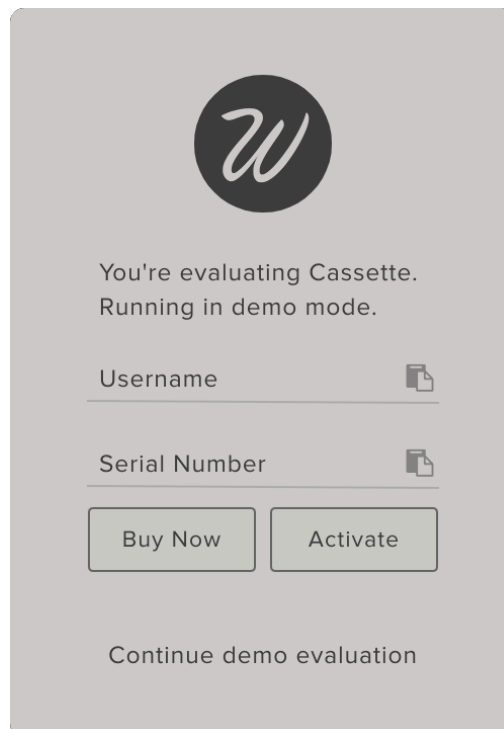 W
You're evaluating Cassette.
Running in demo mode.
Username
Serial Number
Buy Now
Activate
Continue demo evaluation